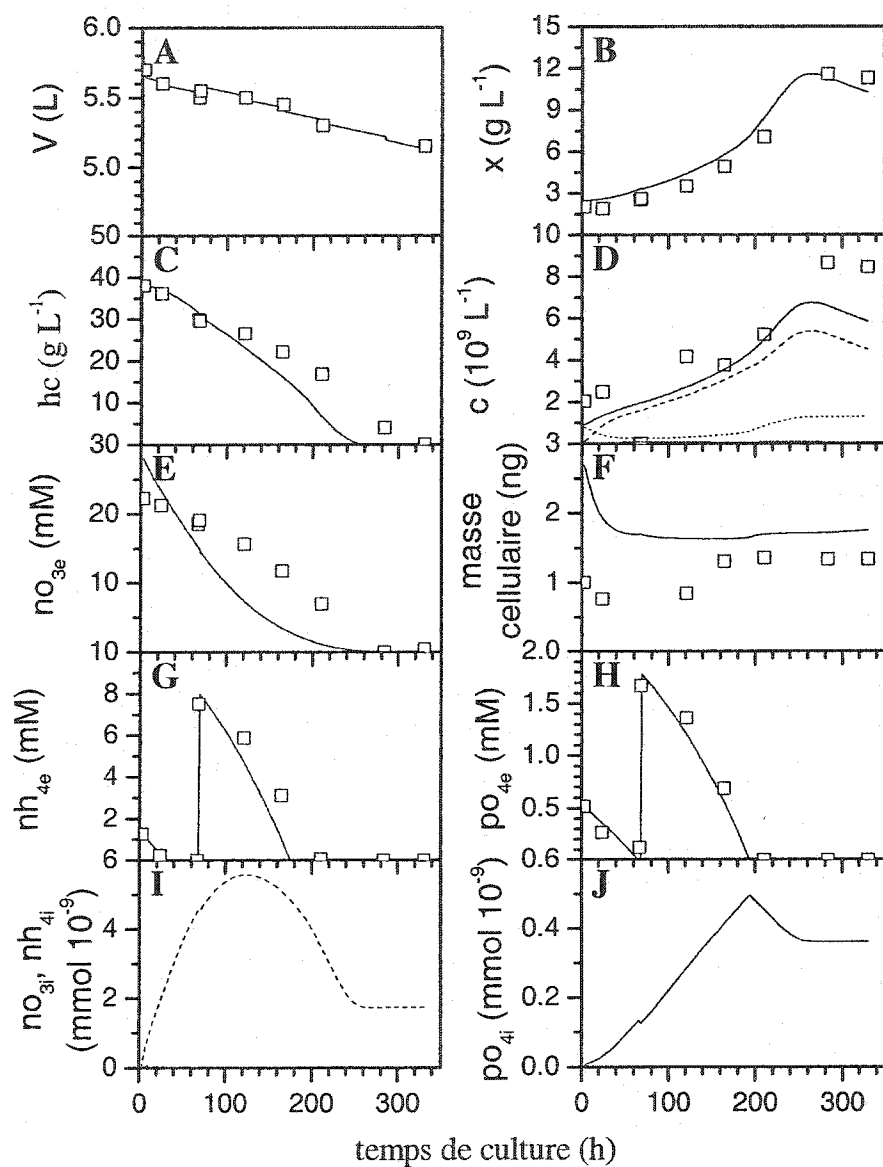 A
V (L)
6.0
5.5
5.0
B
x (g L⁻¹)
15
12
9
6
3
C
hc (g L⁻¹)
50
40
30
20
10
D
c (10⁹ L⁻¹)
10
8
6
4
2
E
no₃ₑ (mM)
30
20
10
F
masse
cellulaire (ng)
3
2
1
G
nh₄ₑ (mM)
10
8
6
4
2
H
po₄ₑ (mM)
2.0
1.5
1.0
0.5
I
no₃ᵢ, nh₄ᵢ
(mmol 10⁻⁹)
6
4
2
0
J
po₄ᵢ (mmol 10⁻⁹)
0.6
0.4
0.2
0.0
0 100 200 300
0 100 200 300
temps de culture (h)